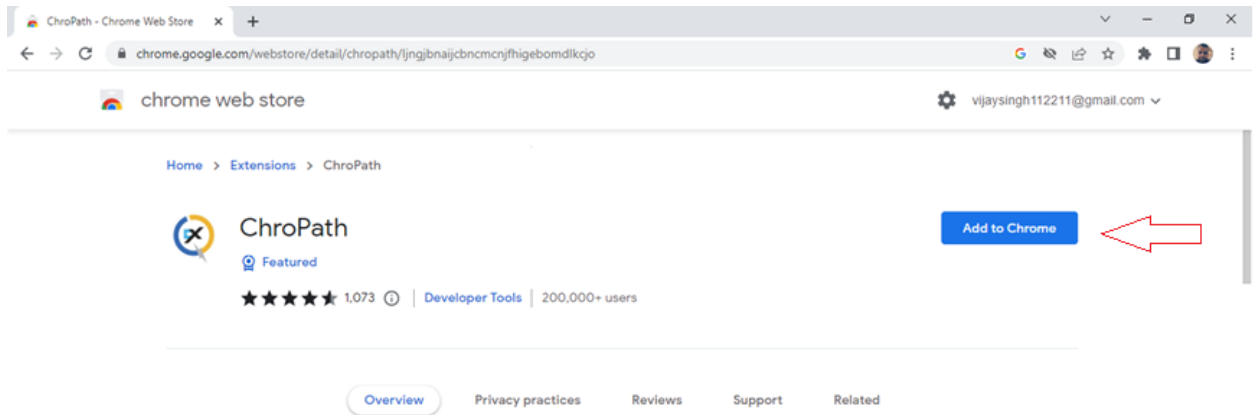 ChroPath - Chrome Web Store
chrome.google.com/webstore/detail/chropath/ljngjbnaijcbncmcnjfhigebomdlkcjo
chrome web store
vijaysingh112211@gmail.com
Home > Extensions > ChroPath
ChroPath
Add to Chrome
Featured
1,073 Developer Tools 200,000+ users
Overview Privacy practices Reviews Support Related